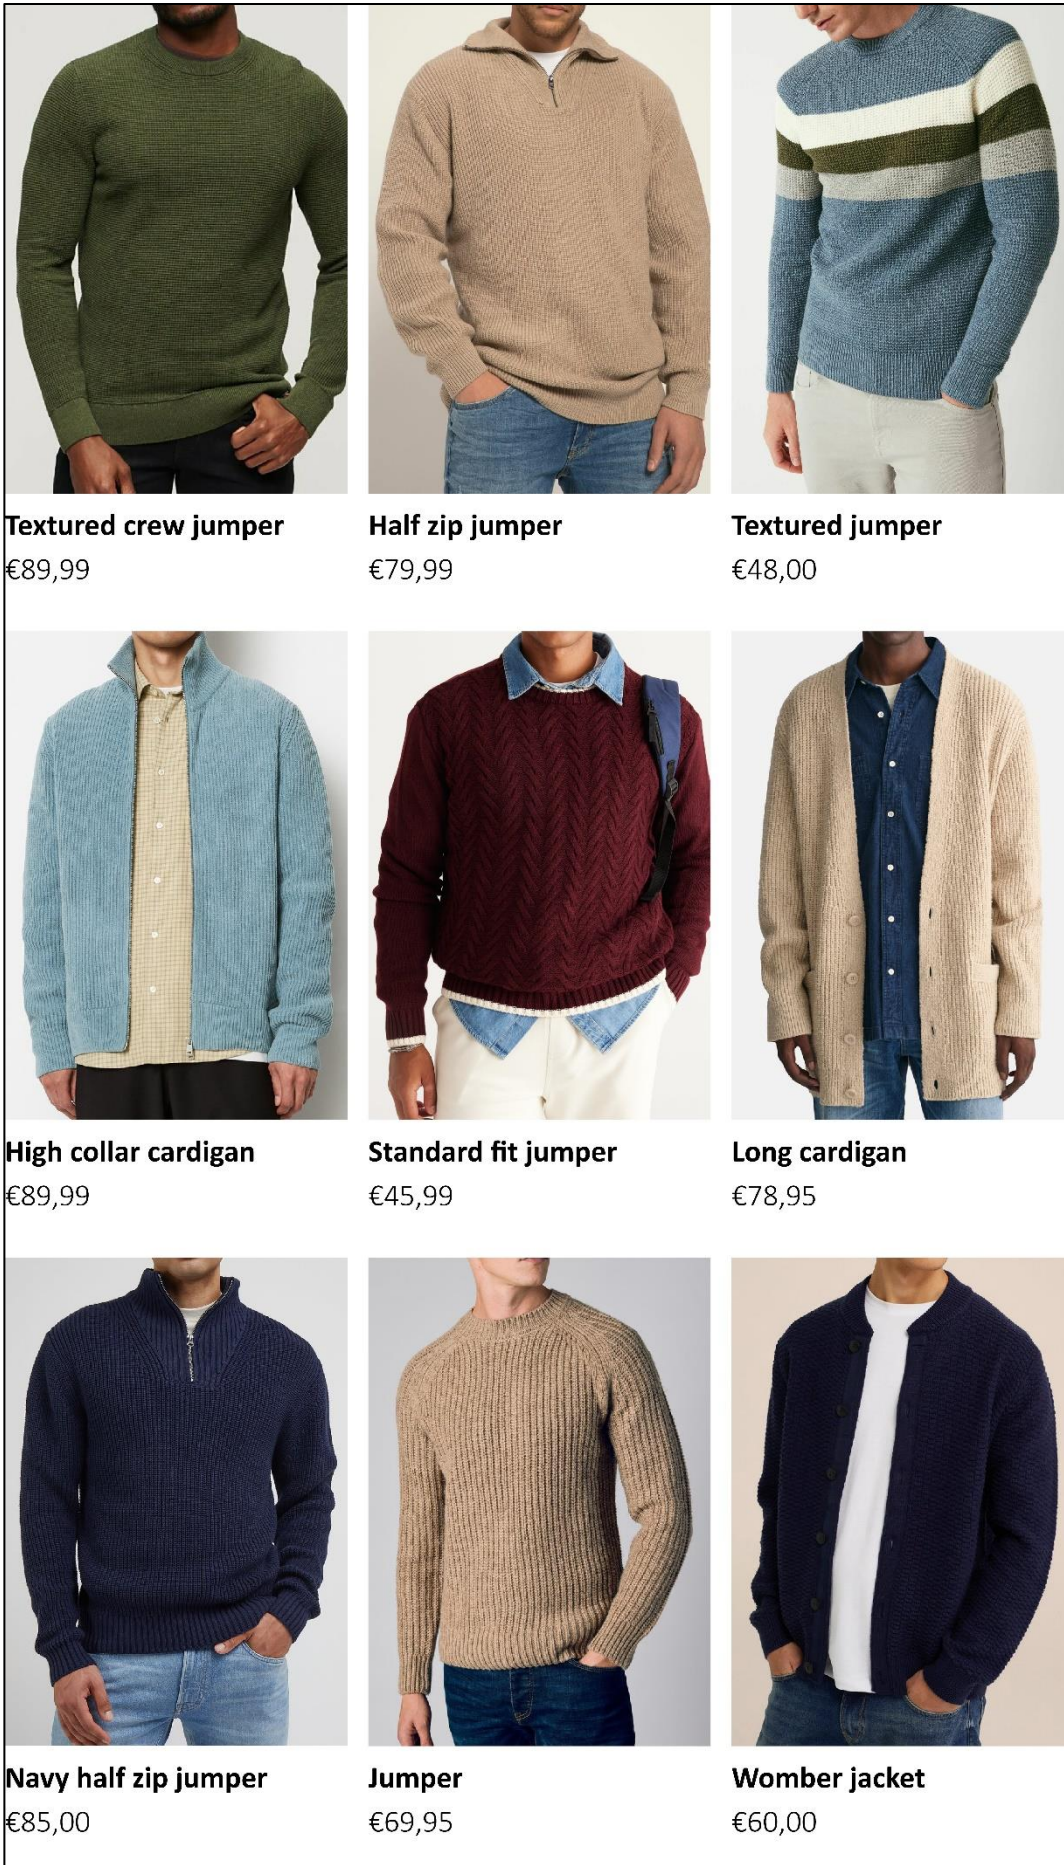 Textured crew jumper
€89,99
Half zip jumper
€79,99
Textured jumper
€48,00
High collar cardigan
€89,99
Standard fit jumper
€45,99
Long cardigan
€78,95
Navy half zip jumper
€85,00
Jumper
€69,95
Womber jacket
€60,00